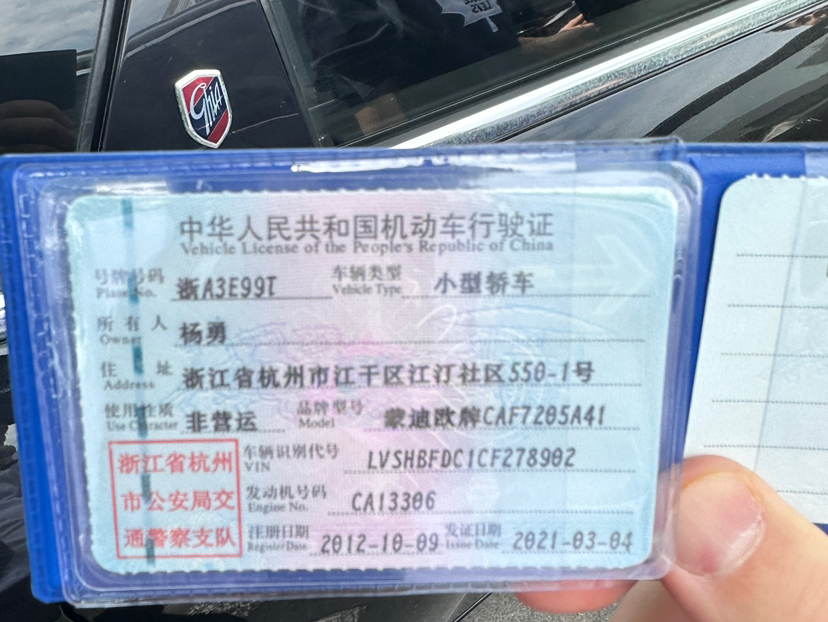 Ghia
中华人民共和国机动车行驶证
Vehicle License of the People's Republic of China
号牌号码 浙A3E99T 车辆类型 小型轿车
Plate No. Vehicle Type
所有人 杨勇
Owner
住址 浙江省杭州市江干区江汀社区550-1号
Address
使用性质 非营运 品牌型号 蒙迪欧牌CAF7205A41
Use Character Model
浙江省杭州
市公安局交
通警察支队
车辆识别代号 LVSHBFDC1CF278902
VIN
发动机号码 CA13306
Engine No.
注册日期 2012-10-09 发证日期 2021-03-04
Register Date Issue Date